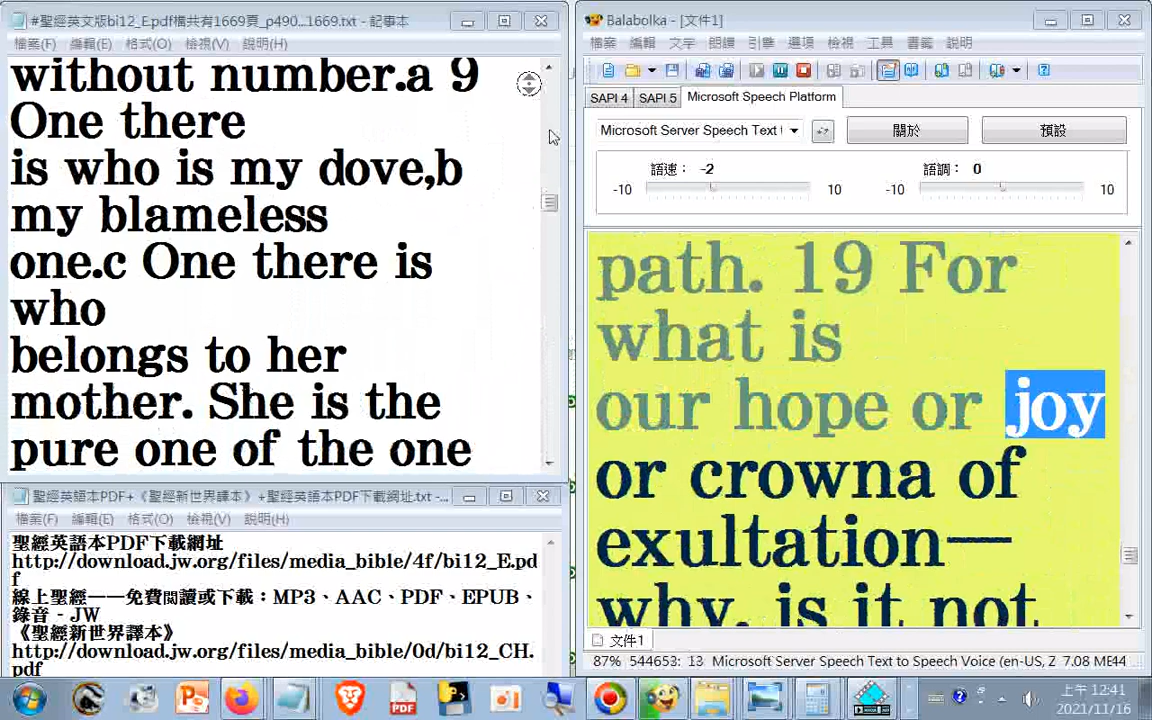 #聖經英文版bi12_Epdf檔共有1669頁_p490...1669.txt - 記事本
檔案(F) 編輯(E) 格式(O) 檢視(V) 說明(H)
without number.a 9
One there
is who is my dove,b
my blameless
one.c One there is
who
belongs to her
mother. She is the
pure one of the one
聖經英語本PDF+《聖經新世界譯本》+聖經英語本PDF下載網址.txt -...
檔案(F) 編輯(E) 格式(O) 檢視(V) 說明(H)
聖經英語本PDF下載網址
http://download.jw.org/files/media_bible/4f/bi12_E.pd
f
線上聖經——免費閱讀或下載：MP3、AAC、PDF、EPUB、
錄音 - JW
《聖經新世界譯本》
http://download.jw.org/files/media_bible/0d/bi12_CH.
pdf
Balabolka - [文件1]
檔案 編輯 文字 朗讀 引擎 選項 檢視 工具 書籤 說明
SAPI 4 SAPI 5 Microsoft Speech Platform
Microsoft Server Speech Text 關於 預設
語速： -2 語調： 0
-10 10 -10 10
path. 19 For
what is
our hope or joy
or crowna of
exultation—
why, is it not
文件1
87% 544653: 13 Microsoft Server Speech Text to Speech Voice (en-US, Z 7.08 ME44
上午 12:41
2021/11/16